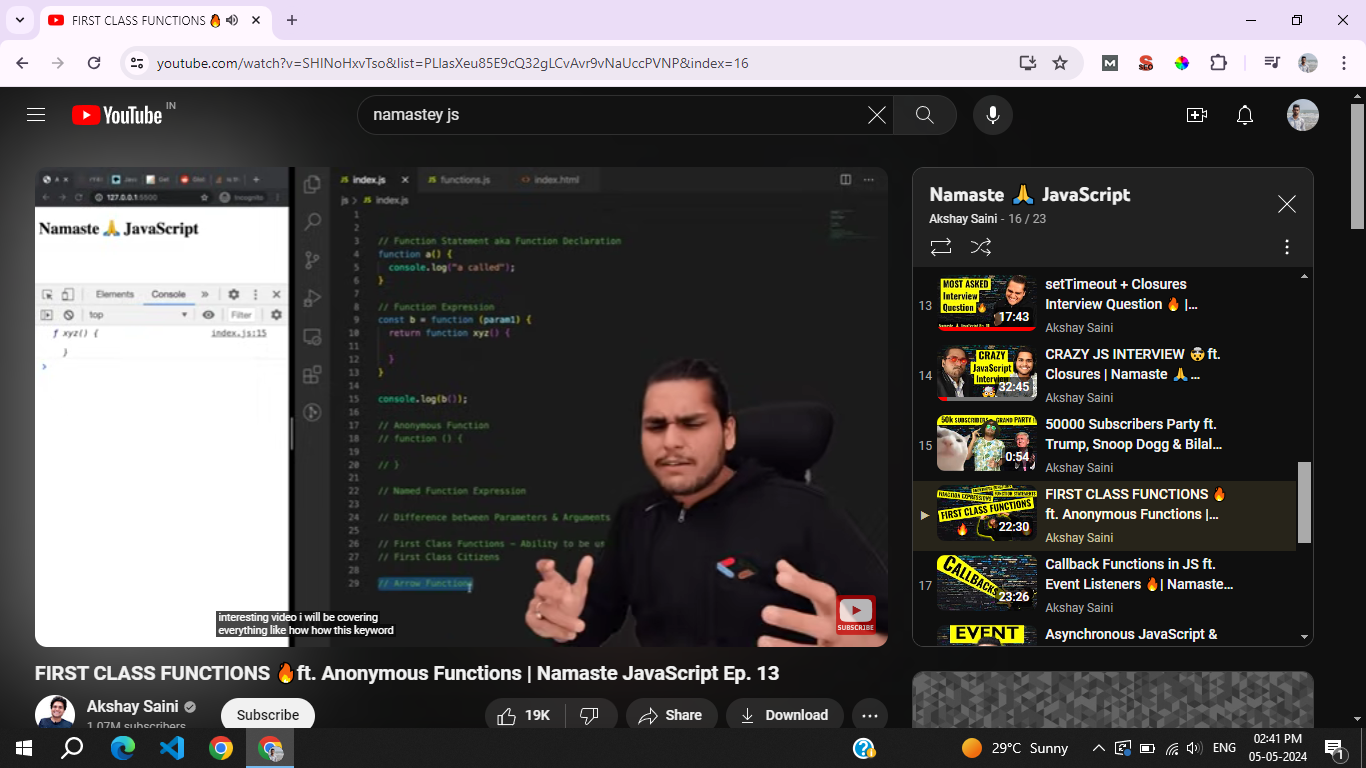 FIRST CLASS FUNCTIONS 🔥
youtube.com/watch?v=SHINoHxvTso&list=PLlasXeu85E9cQ32gLCvAvr9vNaUccPVNP&index=16
YouTube IN
namastey js
127.0.0.1:5500
Incognito
Namaste 🙏 JavaScript
Elements Console
top Filter
ƒ xyz() { index.js:15
}
index.js functions.js index.html
js > JS index.js
1
2
3 // Function Statement aka Function Declaration
4 function a() {
5 console.log("a called");
6 }
7
8 // Function Expression
9 const b = function (param1) {
10 return function xyz() {
11
12 }
13 }
14
15 console.log(b());
16
17 // Anonymous Function
18 // function () {
19
20 // }
21
22 // Named Function Expression
23
24 // Difference between Parameters & Arguments
25
26 // First Class Functions ~ Ability to be us
27 // First Class Citizens
28
29 // Arrow Functions
interesting video i will be covering
everything like how how this keyword
SUBSCRIBE
FIRST CLASS FUNCTIONS 🔥ft. Anonymous Functions | Namaste JavaScript Ep. 13
Akshay Saini
1.07M subscribers
Subscribe
19K
Share
Download
Namaste 🙏 JavaScript
Akshay Saini - 16 / 23
13
MOST ASKED
Interview
Question
17:43
setTimeout + Closures
Interview Question 🔥 |...
Akshay Saini
14
CRAZY
JavaScript
Interview
32:45
CRAZY JS INTERVIEW 🤯 ft.
Closures | Namaste 🙏 ...
Akshay Saini
15
50K SUBSCRIBERS - GRAND PARTY !
0:54
50000 Subscribers Party ft.
Trump, Snoop Dogg & Bilal...
Akshay Saini
FIRST CLASS FUNCTIONS
22:30
FIRST CLASS FUNCTIONS 🔥
ft. Anonymous Functions |...
Akshay Saini
17
CALLBACK
23:26
Callback Functions in JS ft.
Event Listeners 🔥| Namaste...
Akshay Saini
EVENT
Asynchronous JavaScript &
29°C Sunny
ENG
02:41 PM
05-05-2024
1